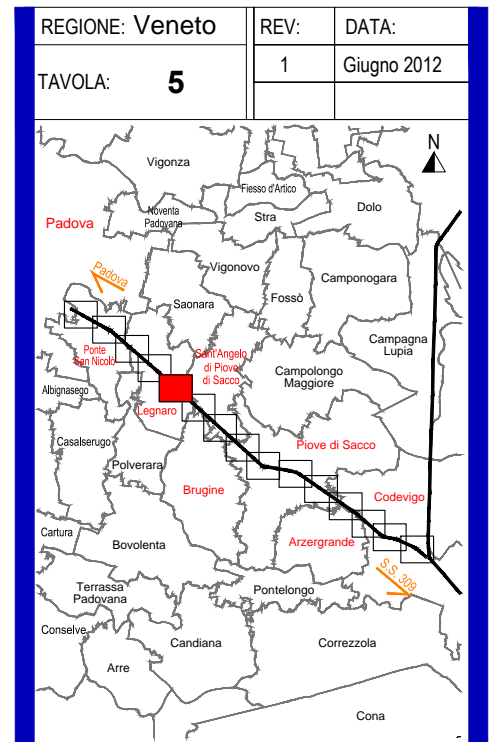 REGIONE: Veneto
REV:
DATA:
TAVOLA: 5
1
Giugno 2012
N
Vigonza
Fiesso d'Artico
Padova
Noventa
Padovana
Stra
Dolo
Padova
Vigonovo
Camponogara
Saonara
Fossò
Campagna
Lupia
Ponte
San Nicolò
Sant'Angelo
di Piove
di Sacco
Campolongo
Maggiore
Albignasego
Legnaro
Casalserugo
Piove di Sacco
Polverara
Brugine
Codevigo
Cartura
Bovolenta
Arzergrande
S.S. 309
Terrassa
Padovana
Pontelongo
Conselve
Candiana
Correzzola
Arre
Cona